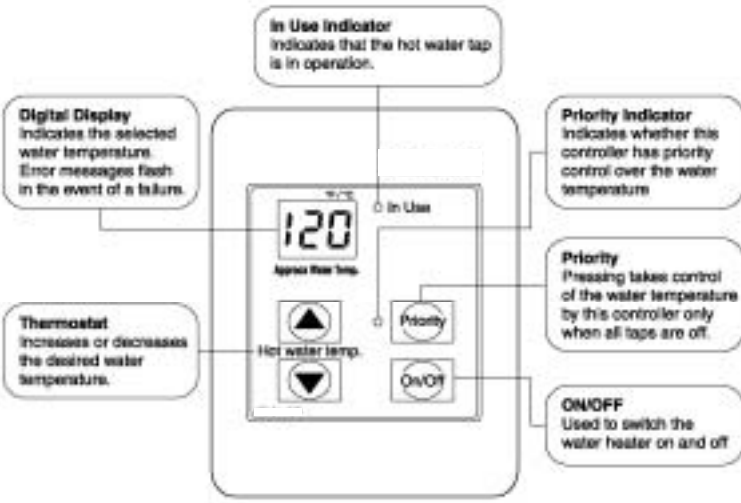 In Use Indicator
Indicates that the hot water tap
is in operation.
Digital Display
Indicates the selected
water temperature.
Error messages flash
in the event of a failure.
Priority Indicator
Indicates whether this
controller has priority
control over the water
temperature
°F/°C
120
In Use
Approx Water Temp.
Priority
Pressing takes control
of the water temperature
by this controller only
when all taps are off.
Thermostat
Increases or decreases
the desired water
temperature.
Priority
Hot water temp.
On/Off
ON/OFF
Used to switch the
water heater on and off